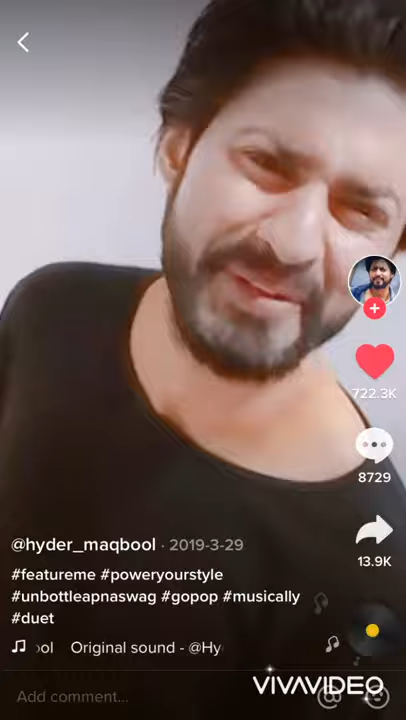 722.3K
8729
13.9K
@hyder_maqbool · 2019-3-29
#featureme #poweryourstyle
#unbottleapnaswag #gopop #musically
#duet
ool Original sound - @Hy
Add comment...
VIVAVIDEO